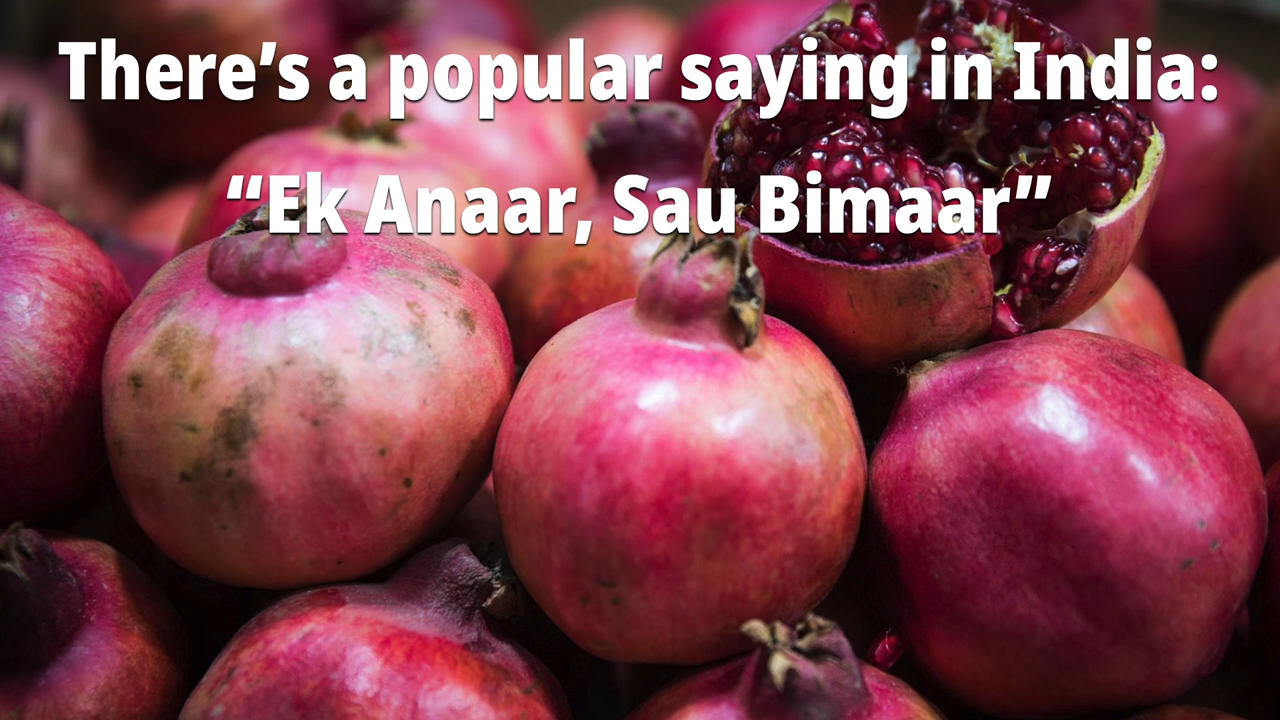 There’s a popular saying in India:
“Ek Anaar, Sau Bimaar”